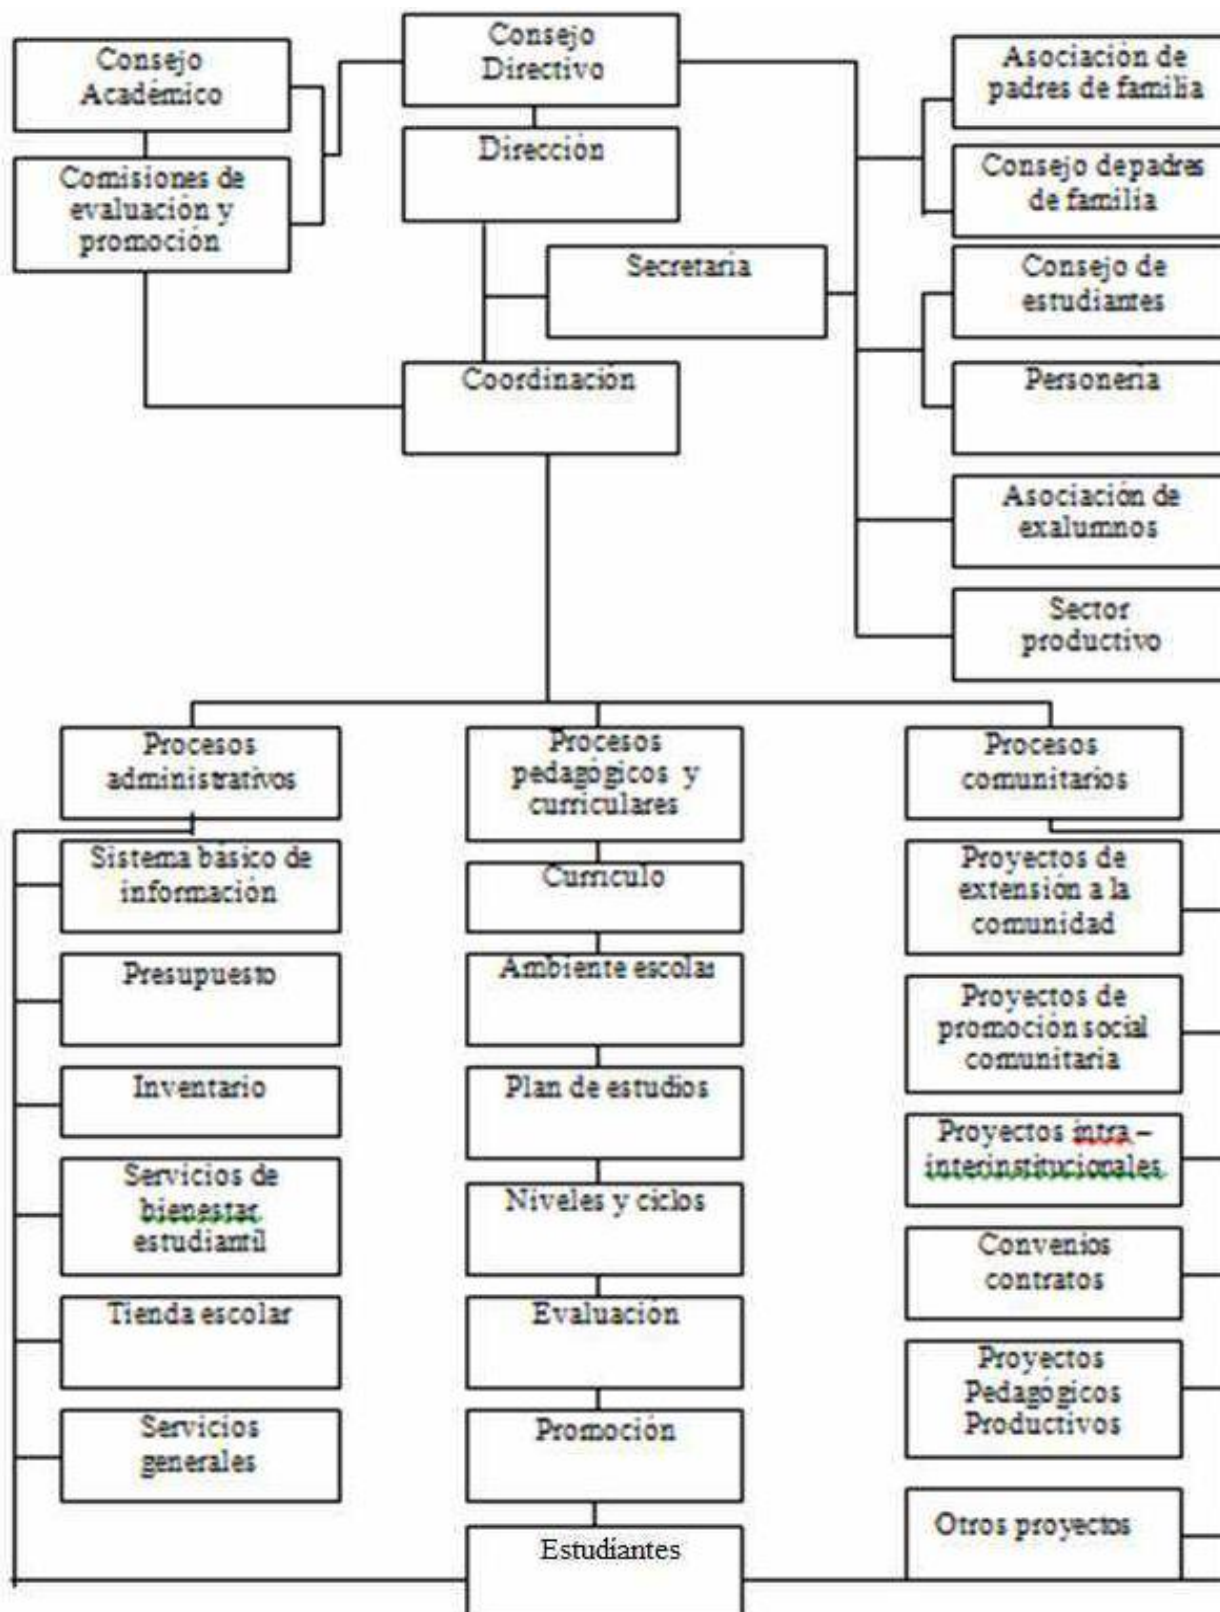 Consejo
Directivo
Consejo
Académico
Comisiones de
evaluación y
promoción
Dirección
Secretaria
Coordinación
Asociación de
padres de familia
Consejo de padres
de familia
Consejo de
estudiantes
Personería
Asociación de
exalumnos
Sector
productivo
Procesos
administrativos
Sistema básico de
información
Presupuesto
Inventario
Servicios de
bienestar
estudiantil
Tienda escolar
Servicios
generales
Procesos
pedagógicos y
curriculares
Currículo
Ambiente escolar
Plan de estudios
Niveles y ciclos
Evaluación
Promoción
Estudiantes
Procesos
comunitarios
Proyectos de
extensión a la
comunidad
Proyectos de
promoción social
comunitaria
Proyectos intra –
interinstitucionales
Convenios
contratos
Proyectos
Pedagógicos
Productivos
Otros proyectos